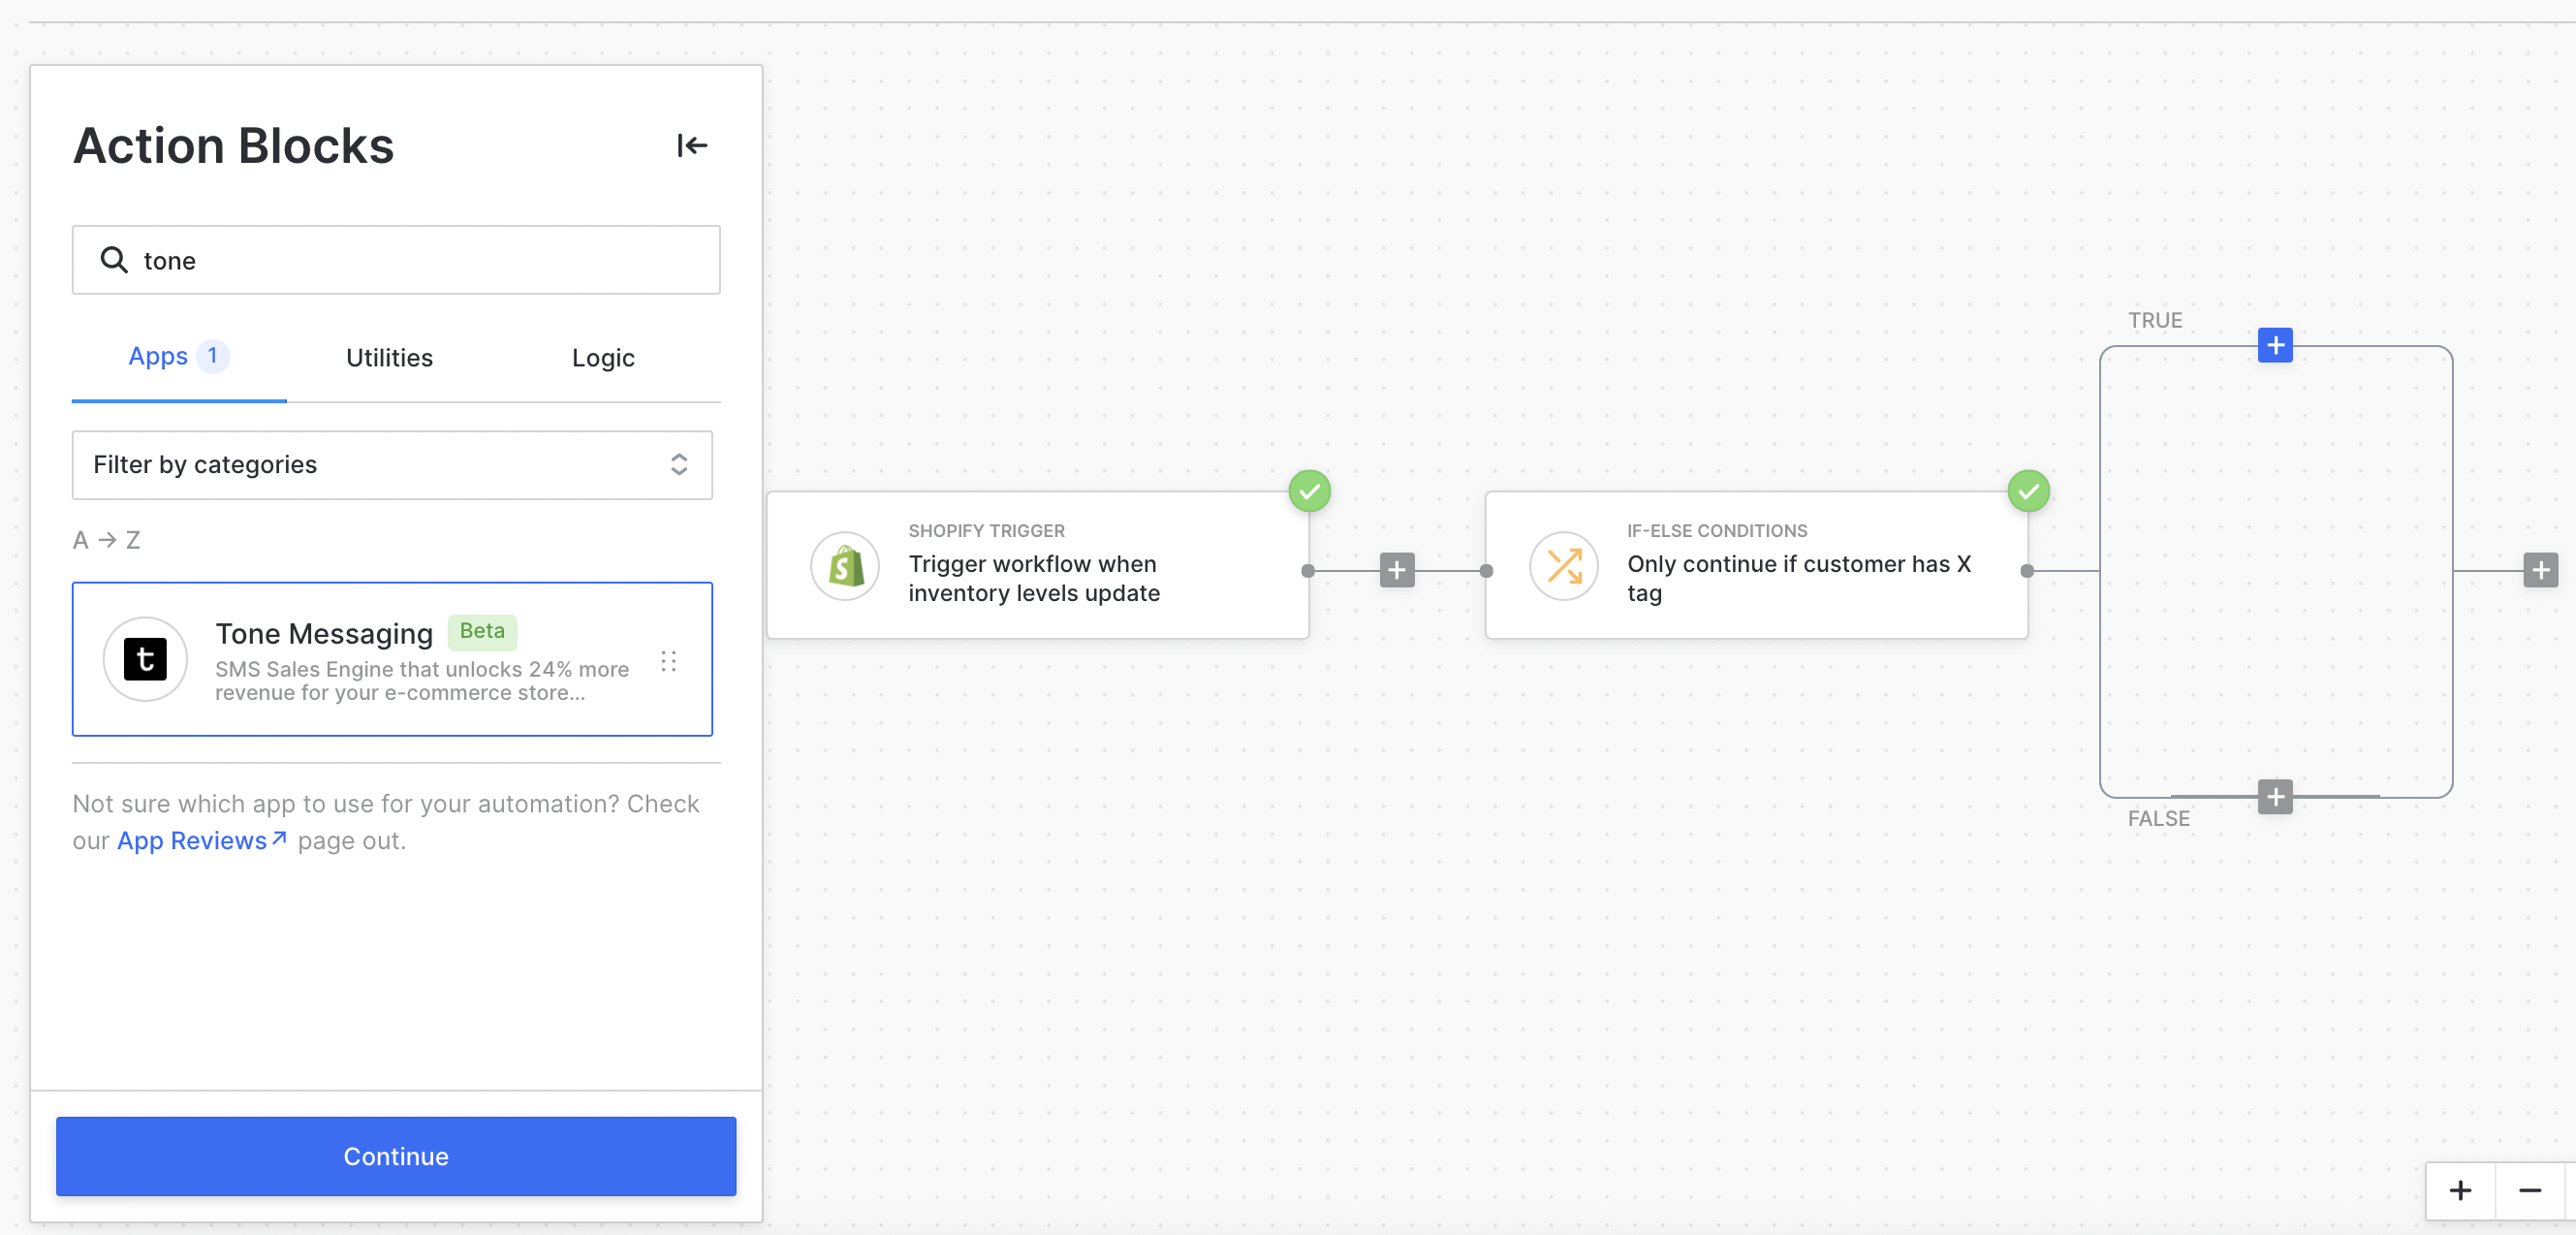 Action Blocks
tone
Apps 1
Utilities
Logic
Filter by categories
A → Z
t
Tone Messaging
Beta
SMS Sales Engine that unlocks 24% more
revenue for your e-commerce store...
Not sure which app to use for your automation? Check
our App Reviews↗ page out.
Continue
SHOPIFY TRIGGER
Trigger workflow when
inventory levels update
IF-ELSE CONDITIONS
Only continue if customer has X
tag
TRUE
FALSE